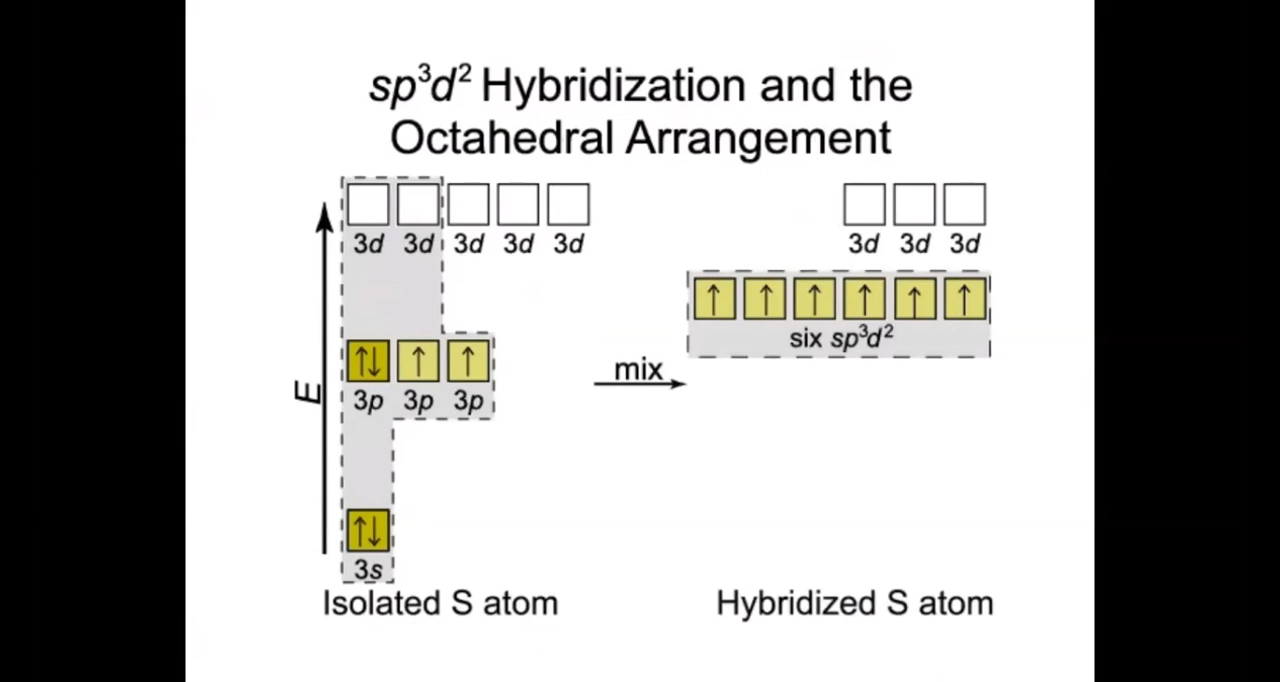 sp³d² Hybridization and the
Octahedral Arrangement
3d 3d 3d 3d 3d
3d 3d 3d
↑ ↑ ↑ ↑ ↑ ↑
six sp³d²
↑↓ ↑ ↑
mix
E
3p 3p 3p
↑↓
3s
Isolated S atom
Hybridized S atom